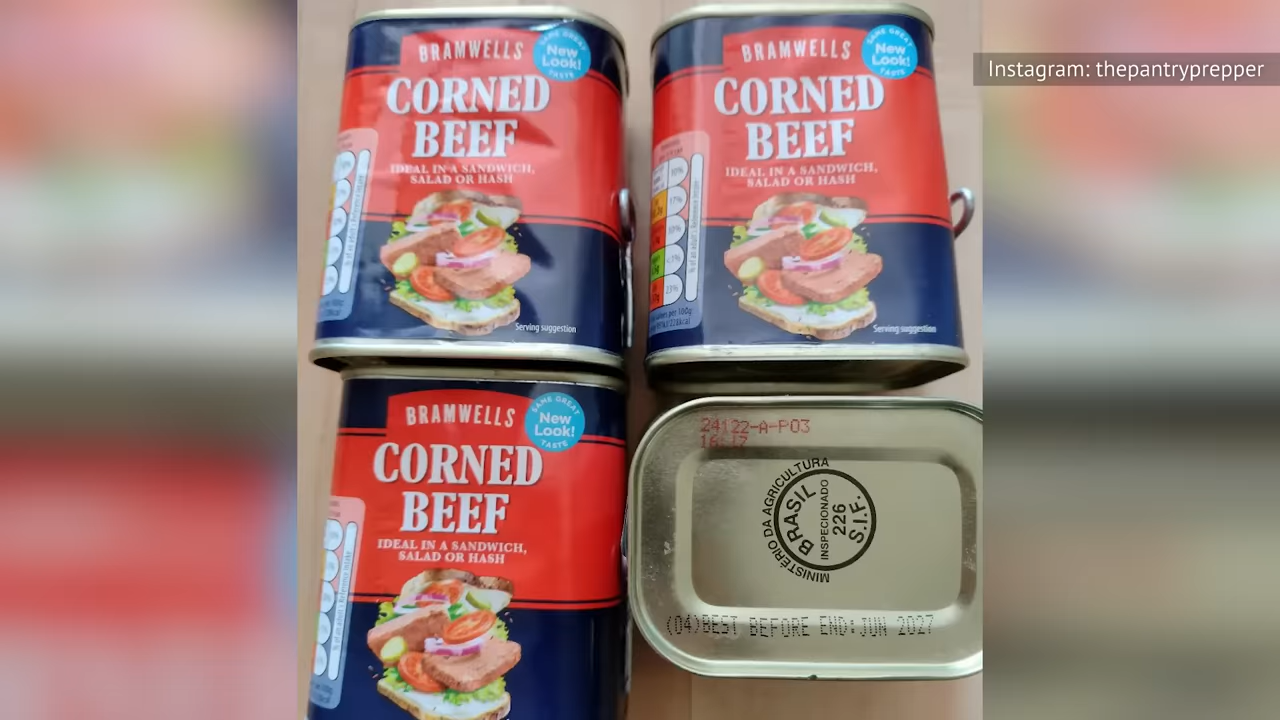 Instagram: thepantryprepper
BRAMWELLS
SAME GREAT
New
Look!
TASTE
CORNED
BEEF
IDEAL IN A SANDWICH,
SALAD OR HASH
Serving suggestion
BRAMWELLS
SAME GREAT
New
Look!
TASTE
CORNED
BEEF
IDEAL IN A SANDWICH,
SALAD OR HASH
17%
Serving suggestion
BRAMWELLS
SAME GREAT
New
Look!
TASTE
CORNED
BEEF
IDEAL IN A SANDWICH,
SALAD OR HASH
24122-A-P03
16:17
MINISTÉRIO DA AGRICULTURA
BRASIL
INSPECIONADO
226
S.I.F.
(04)BEST BEFORE END:JUN 2027